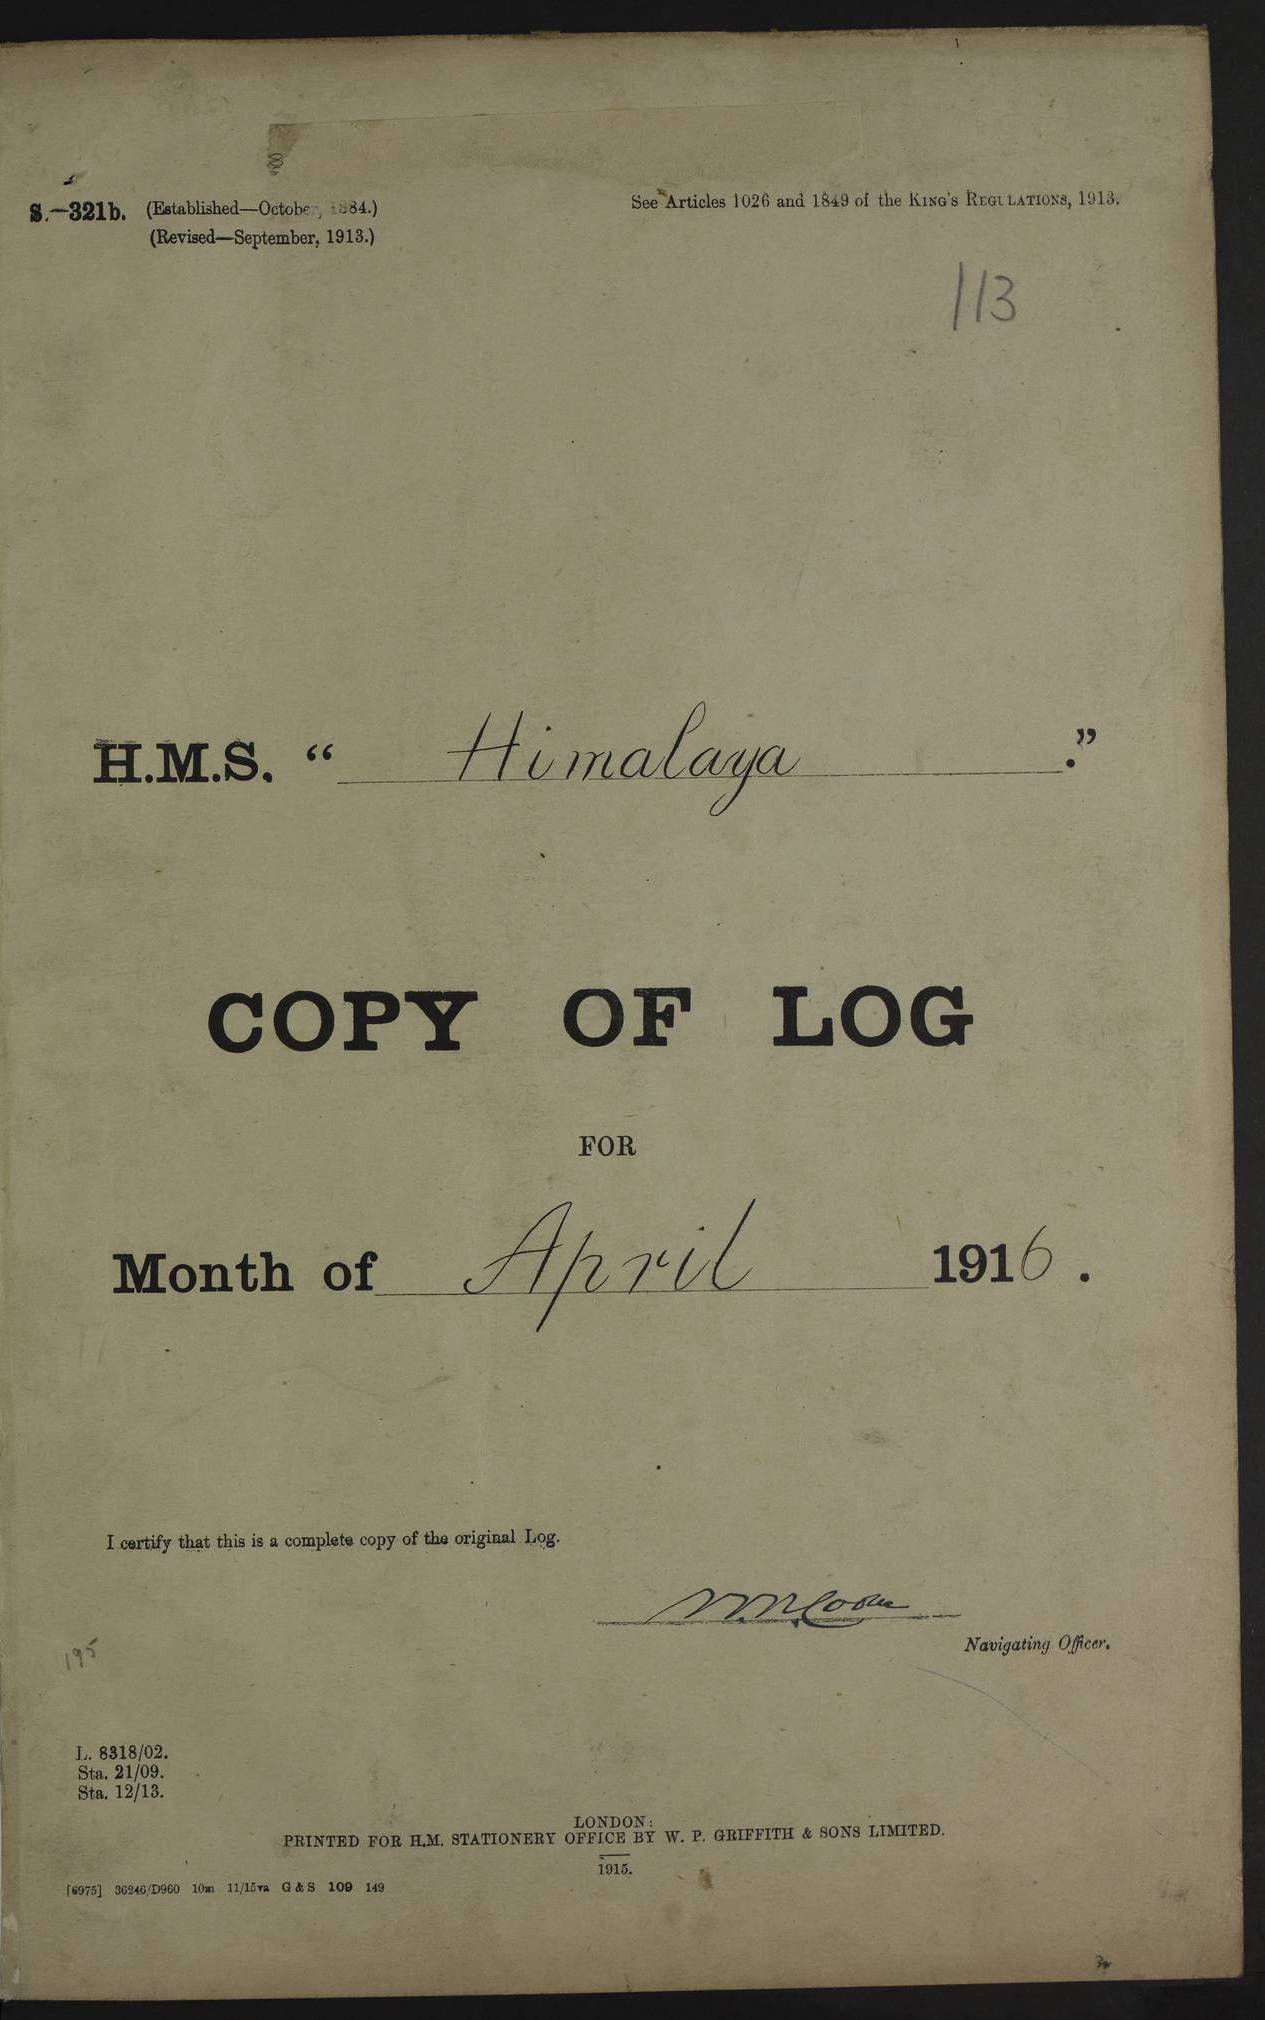 S.—321b. (Established—October, 1884.)
(Revised—September, 1913.)
See Articles 1026 and 1849 of the KING'S REGULATIONS, 1913.
113
H.M.S. “ Himalaya .”
COPY OF LOG
FOR
Month of April 1916.
I certify that this is a complete copy of the original Log.
Navigating Officer.
195
L. 8318/02.
Sta. 21/09.
Sta. 12/13.
LONDON:
PRINTED FOR H.M. STATIONERY OFFICE BY W. P. GRIFFITH & SONS LIMITED.
1915.
[6975] 36246/D960 10m 11/15va G & S 109 149